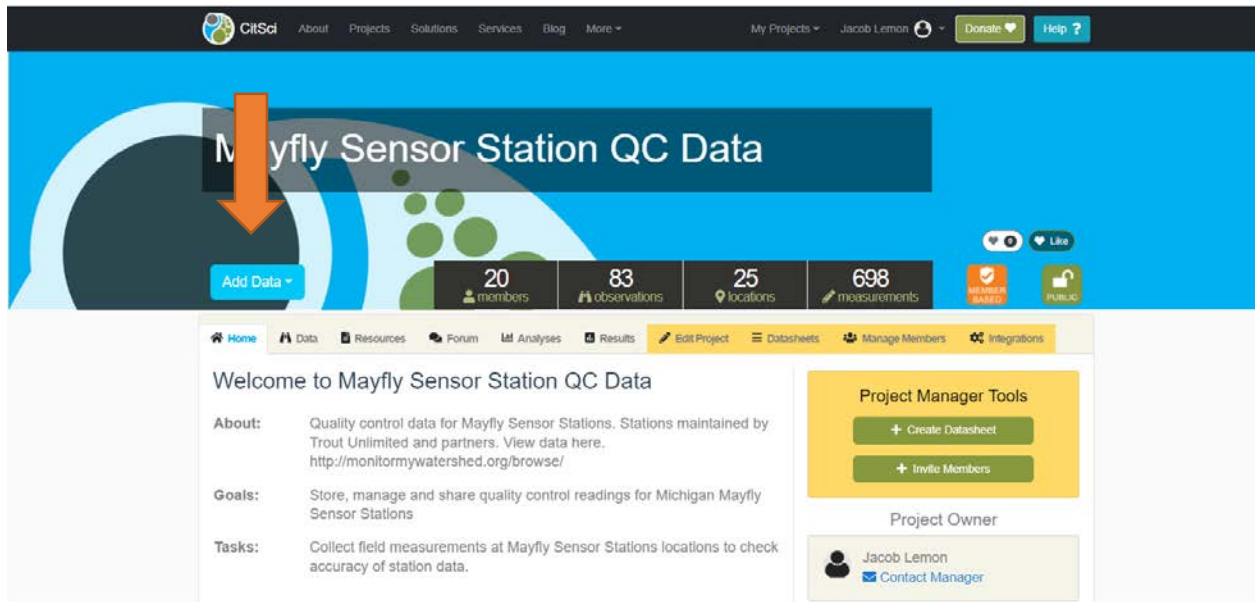 CitSci About Projects Solutions Services Blog More My Projects Jacob Lemon Donate Help ?
Mayfly Sensor Station QC Data
0 Like
Add Data
20 members 83 observations 25 locations 698 measurements
MEMBER BASED PUBLIC
Home Data Resources Forum Analyses Results Edit Project Datasheets Manage Members Integrations
Welcome to Mayfly Sensor Station QC Data
About: Quality control data for Mayfly Sensor Stations. Stations maintained by
Trout Unlimited and partners. View data here.
http://monitormywatershed.org/browse/
Goals: Store, manage and share quality control readings for Michigan Mayfly
Sensor Stations
Tasks: Collect field measurements at Mayfly Sensor Stations locations to check
accuracy of station data.
Project Manager Tools
+ Create Datasheet
+ Invite Members
Project Owner
Jacob Lemon
Contact Manager